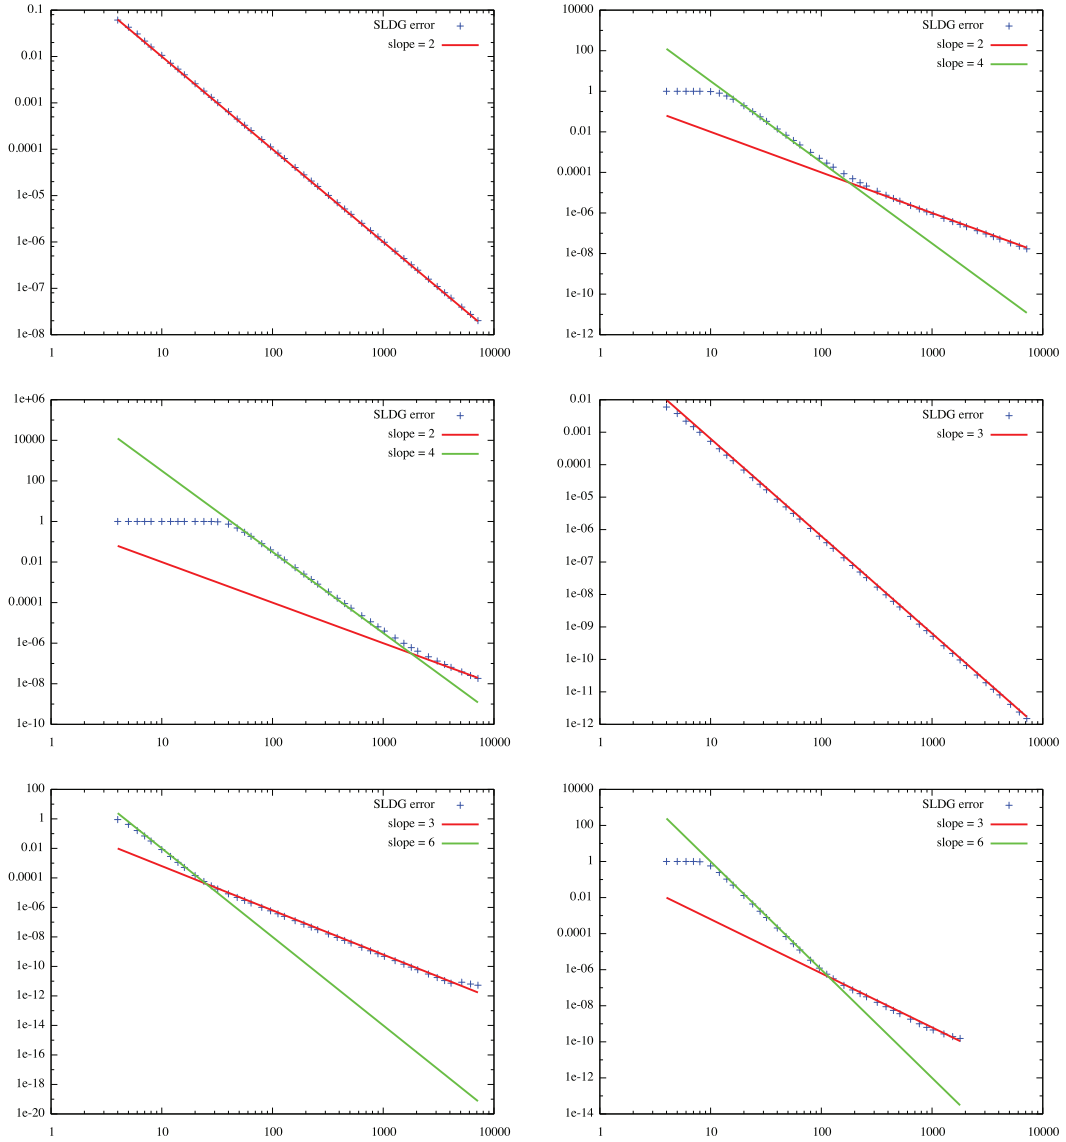 0.1
0.01
0.001
0.0001
1e-05
1e-06
1e-07
1e-08
1 10 100 1000 10000
SLDG error
slope = 2
10000
100
1
0.01
0.0001
1e-06
1e-08
1e-10
1e-12
1 10 100 1000 10000
SLDG error
slope = 2
slope = 4
1e+06
10000
100
1
0.01
0.0001
1e-06
1e-08
1e-10
1 10 100 1000 10000
SLDG error
slope = 2
slope = 4
0.01
0.001
0.0001
1e-05
1e-06
1e-07
1e-08
1e-09
1e-10
1e-11
1e-12
1 10 100 1000 10000
SLDG error
slope = 3
100
1
0.01
0.0001
1e-06
1e-08
1e-10
1e-12
1e-14
1e-16
1e-18
1e-20
1 10 100 1000 10000
SLDG error
slope = 3
slope = 6
10000
100
1
0.01
0.0001
1e-06
1e-08
1e-10
1e-12
1e-14
1 10 100 1000 10000
SLDG error
slope = 3
slope = 6